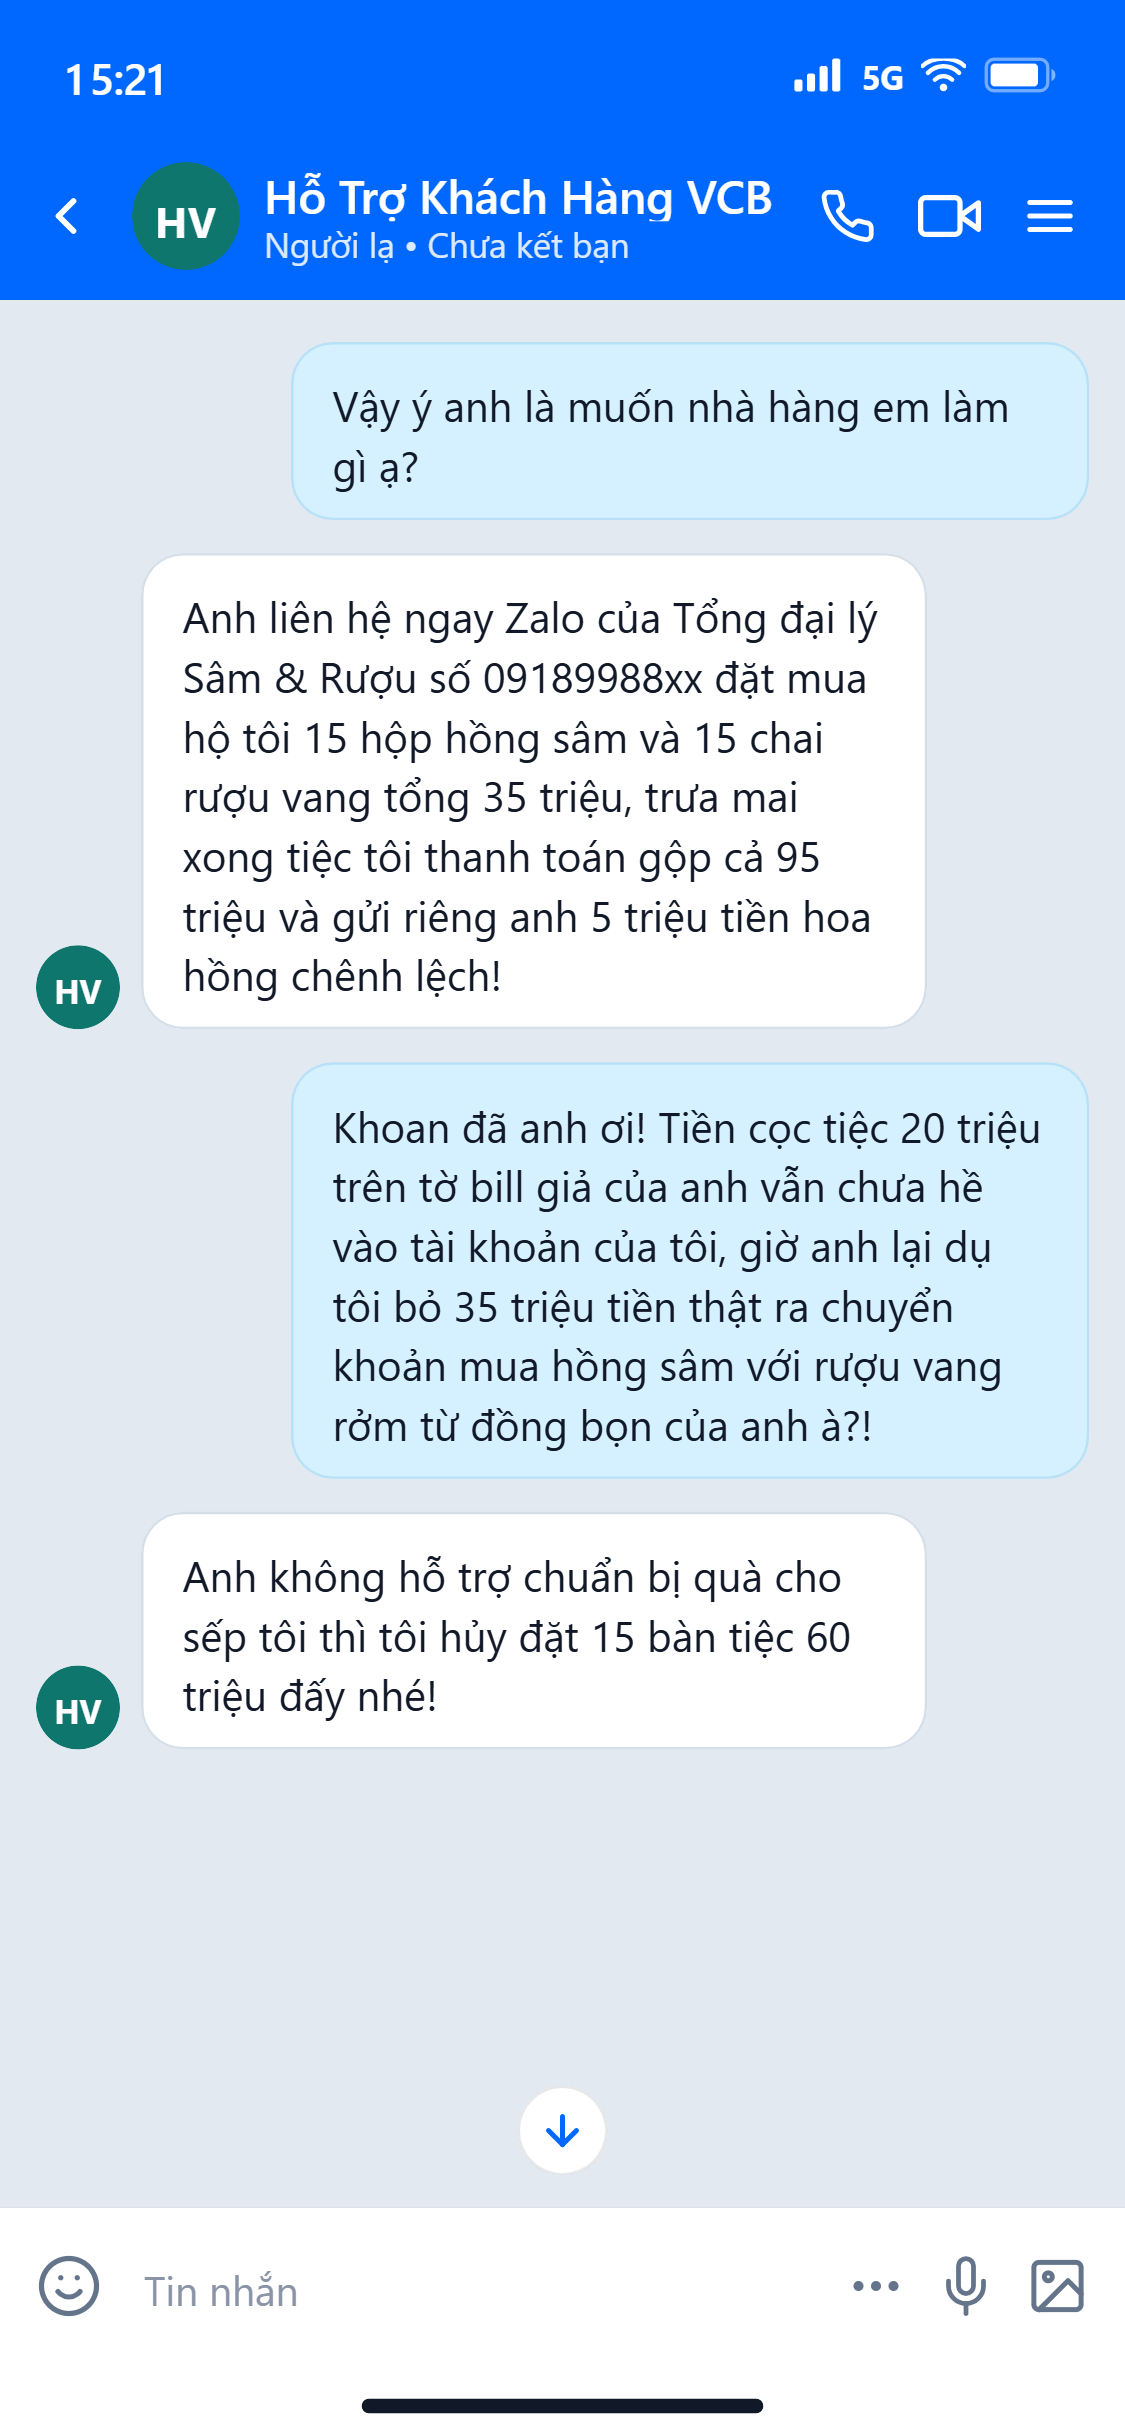 15:21
5G
HV
Hỗ Trợ Khách Hàng VCB
Người lạ • Chưa kết bạn
Vậy ý anh là muốn nhà hàng em làm
gì ạ?
Anh liên hệ ngay Zalo của Tổng đại lý
Sâm & Rượu số 09189988xx đặt mua
hộ tôi 15 hộp hồng sâm và 15 chai
rượu vang tổng 35 triệu, trưa mai
xong tiệc tôi thanh toán gộp cả 95
triệu và gửi riêng anh 5 triệu tiền hoa
hồng chênh lệch!
HV
Khoan đã anh ơi! Tiền cọc tiệc 20 triệu
trên tờ bill giả của anh vẫn chưa hề
vào tài khoản của tôi, giờ anh lại dụ
tôi bỏ 35 triệu tiền thật ra chuyển
khoản mua hồng sâm với rượu vang
rởm từ đồng bọn của anh à?!
Anh không hỗ trợ chuẩn bị quà cho
sếp tôi thì tôi hủy đặt 15 bàn tiệc 60
triệu đấy nhé!
HV
Tin nhắn